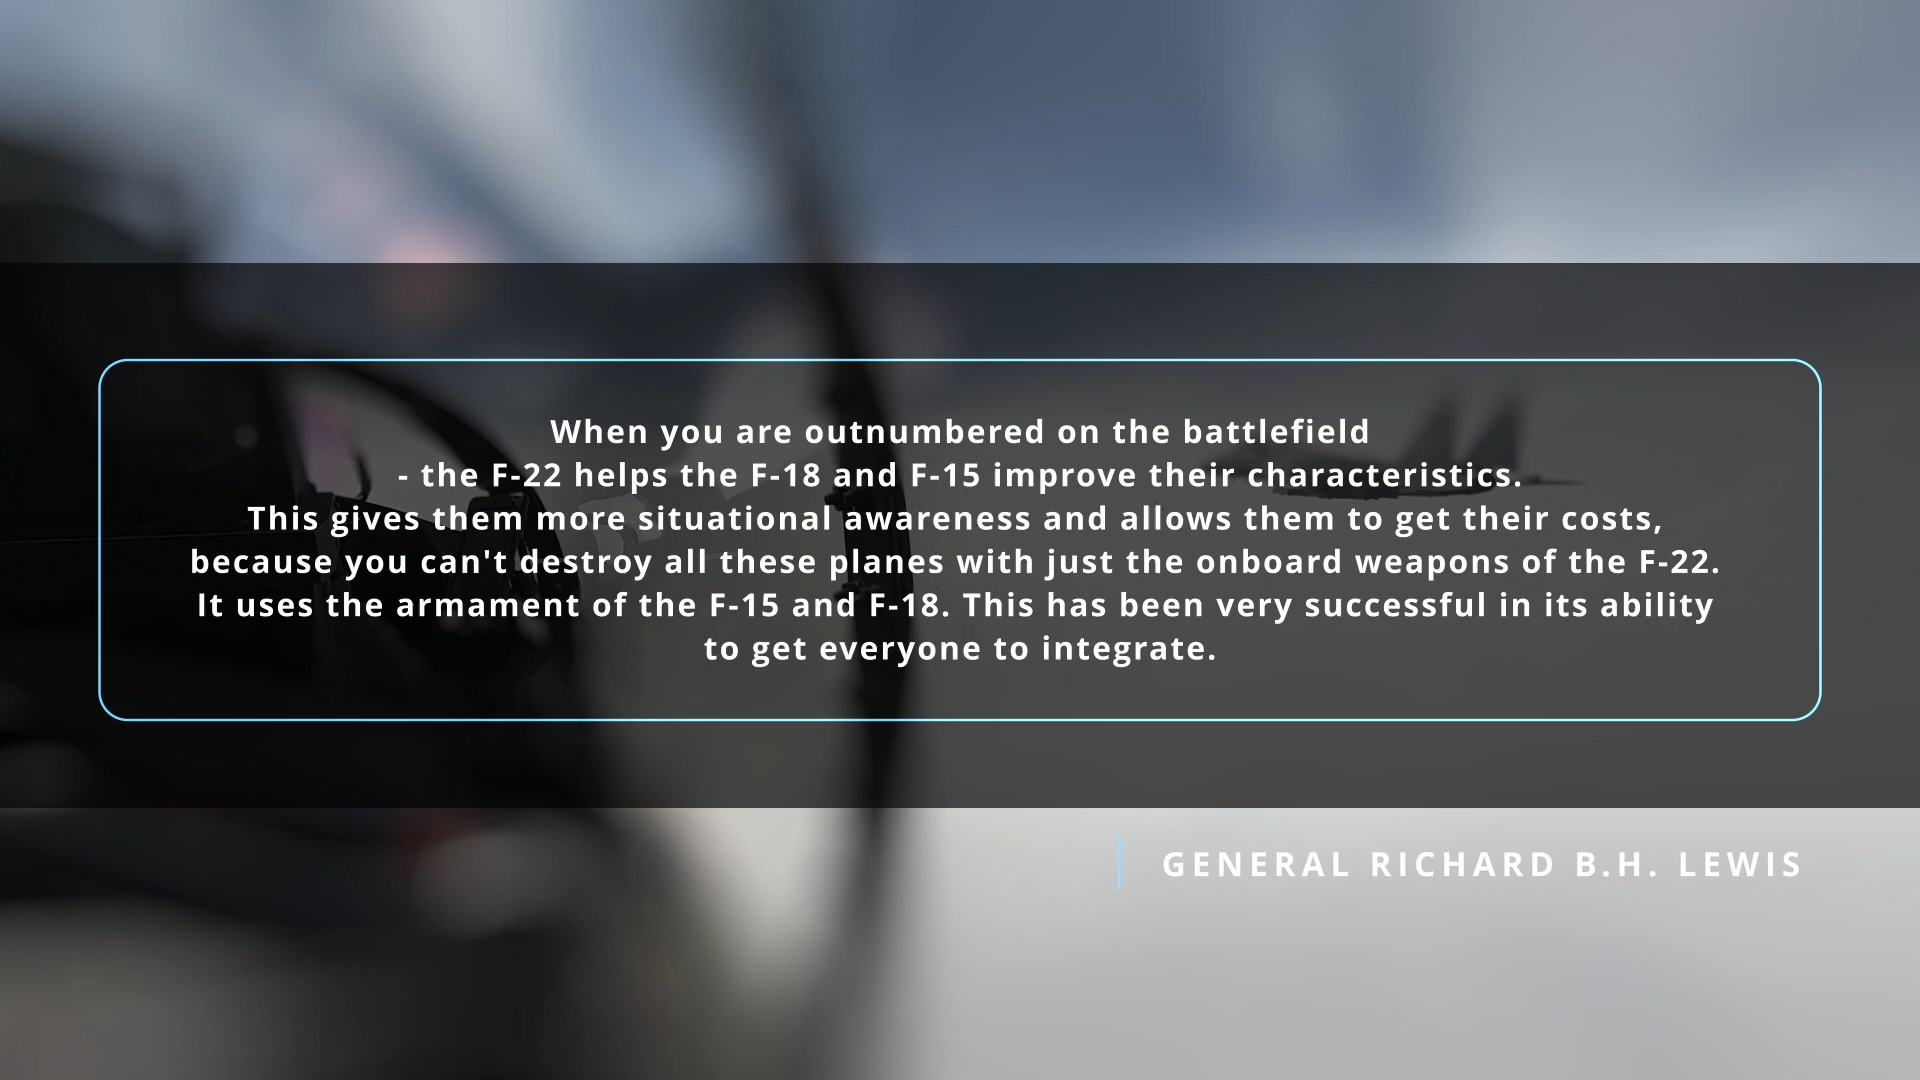 When you are outnumbered on the battlefield
- the F-22 helps the F-18 and F-15 improve their characteristics.
This gives them more situational awareness and allows them to get their costs,
because you can't destroy all these planes with just the onboard weapons of the F-22.
It uses the armament of the F-15 and F-18. This has been very successful in its ability
to get everyone to integrate.
GENERAL RICHARD B.H. LEWIS